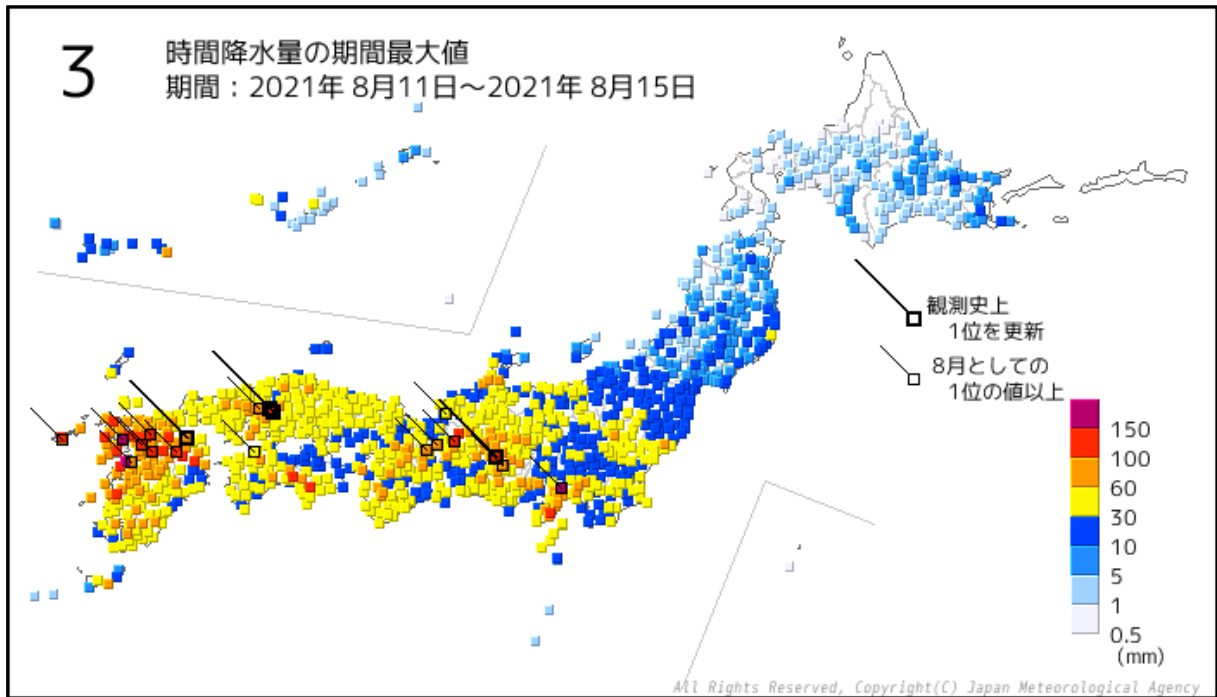 3 時間降水量の期間最大値
期間：2021年 8月11日～2021年 8月15日
観測史上
1位を更新
8月としての
1位の値以上
150
100
60
30
10
5
1
0.5
(mm)
All Rights Reserved, Copyright(C) Japan Meteorological Agency